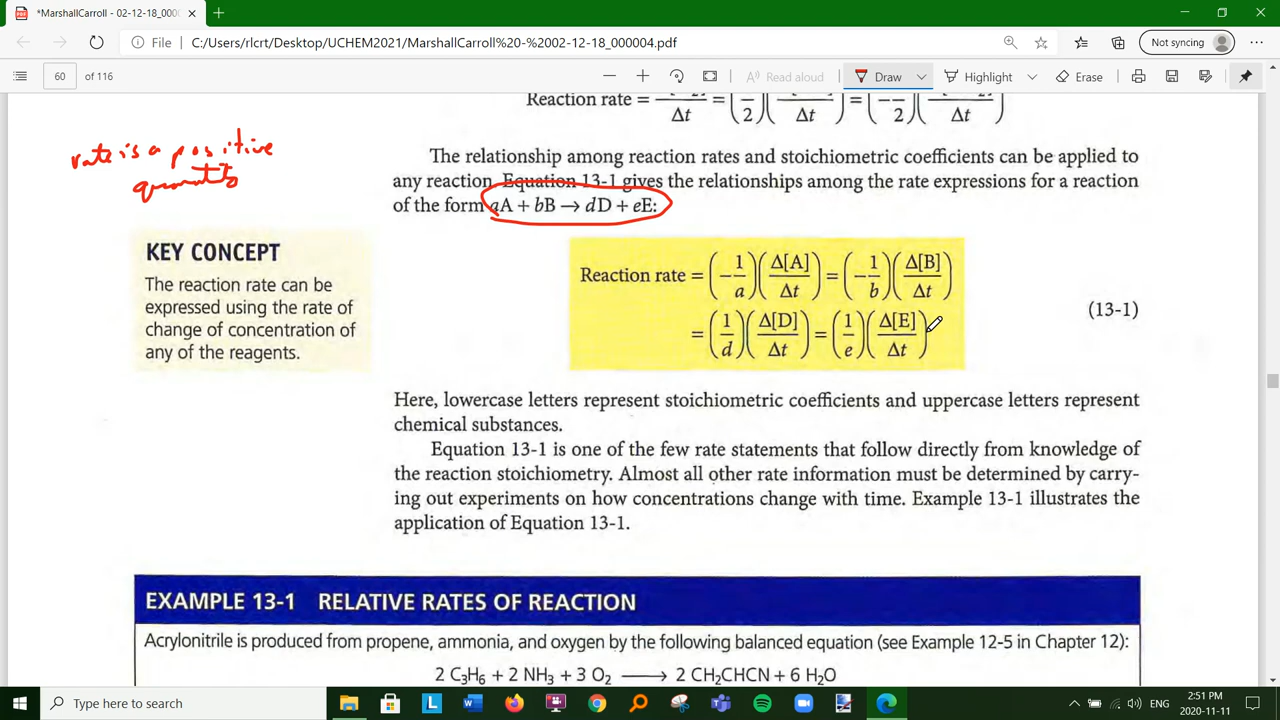 *MarshallCarroll - 02-12-18_00000
File C:/Users/rlcrt/Desktop/UCHEM2021/MarshallCarroll%20-%2002-12-18_000004.pdf Not syncing
60 of 116 Read aloud Draw Highlight Erase
Reaction rate = Δt = ( 2 )( Δt ) = (− 2 )( Δt )
rate is a positive
quantity
The relationship among reaction rates and stoichiometric coefficients can be applied to
any reaction. Equation 13-1 gives the relationships among the rate expressions for a reaction
of the form aA + bB → dD + eE:
KEY CONCEPT
The reaction rate can be
expressed using the rate of
change of concentration of
any of the reagents.
Reaction rate = (−1/a)(Δ[A]/Δt) = (−1/b)(Δ[B]/Δt)
= (1/d)(Δ[D]/Δt) = (1/e)(Δ[E]/Δt)
(13-1)
Here, lowercase letters represent stoichiometric coefficients and uppercase letters represent
chemical substances.
Equation 13-1 is one of the few rate statements that follow directly from knowledge of
the reaction stoichiometry. Almost all other rate information must be determined by carry-
ing out experiments on how concentrations change with time. Example 13-1 illustrates the
application of Equation 13-1.
EXAMPLE 13-1 RELATIVE RATES OF REACTION
Acrylonitrile is produced from propene, ammonia, and oxygen by the following balanced equation (see Example 12-5 in Chapter 12):
2 C₃H₆ + 2 NH₃ + 3 O₂ ⟶ 2 CH₂CHCN + 6 H₂O
Type here to search
ENG
2:51 PM
2020-11-11